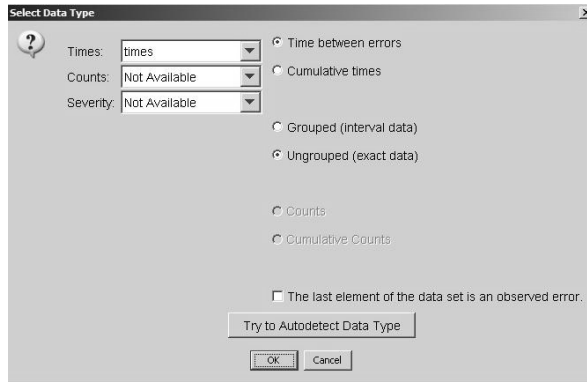 Select Data Type
Times: times
Counts: Not Available
Severity: Not Available
Time between errors
Cumulative times
Grouped (interval data)
Ungrouped (exact data)
Counts
Cumulative Counts
The last element of the data set is an observed error.
Try to Autodetect Data Type
OK Cancel